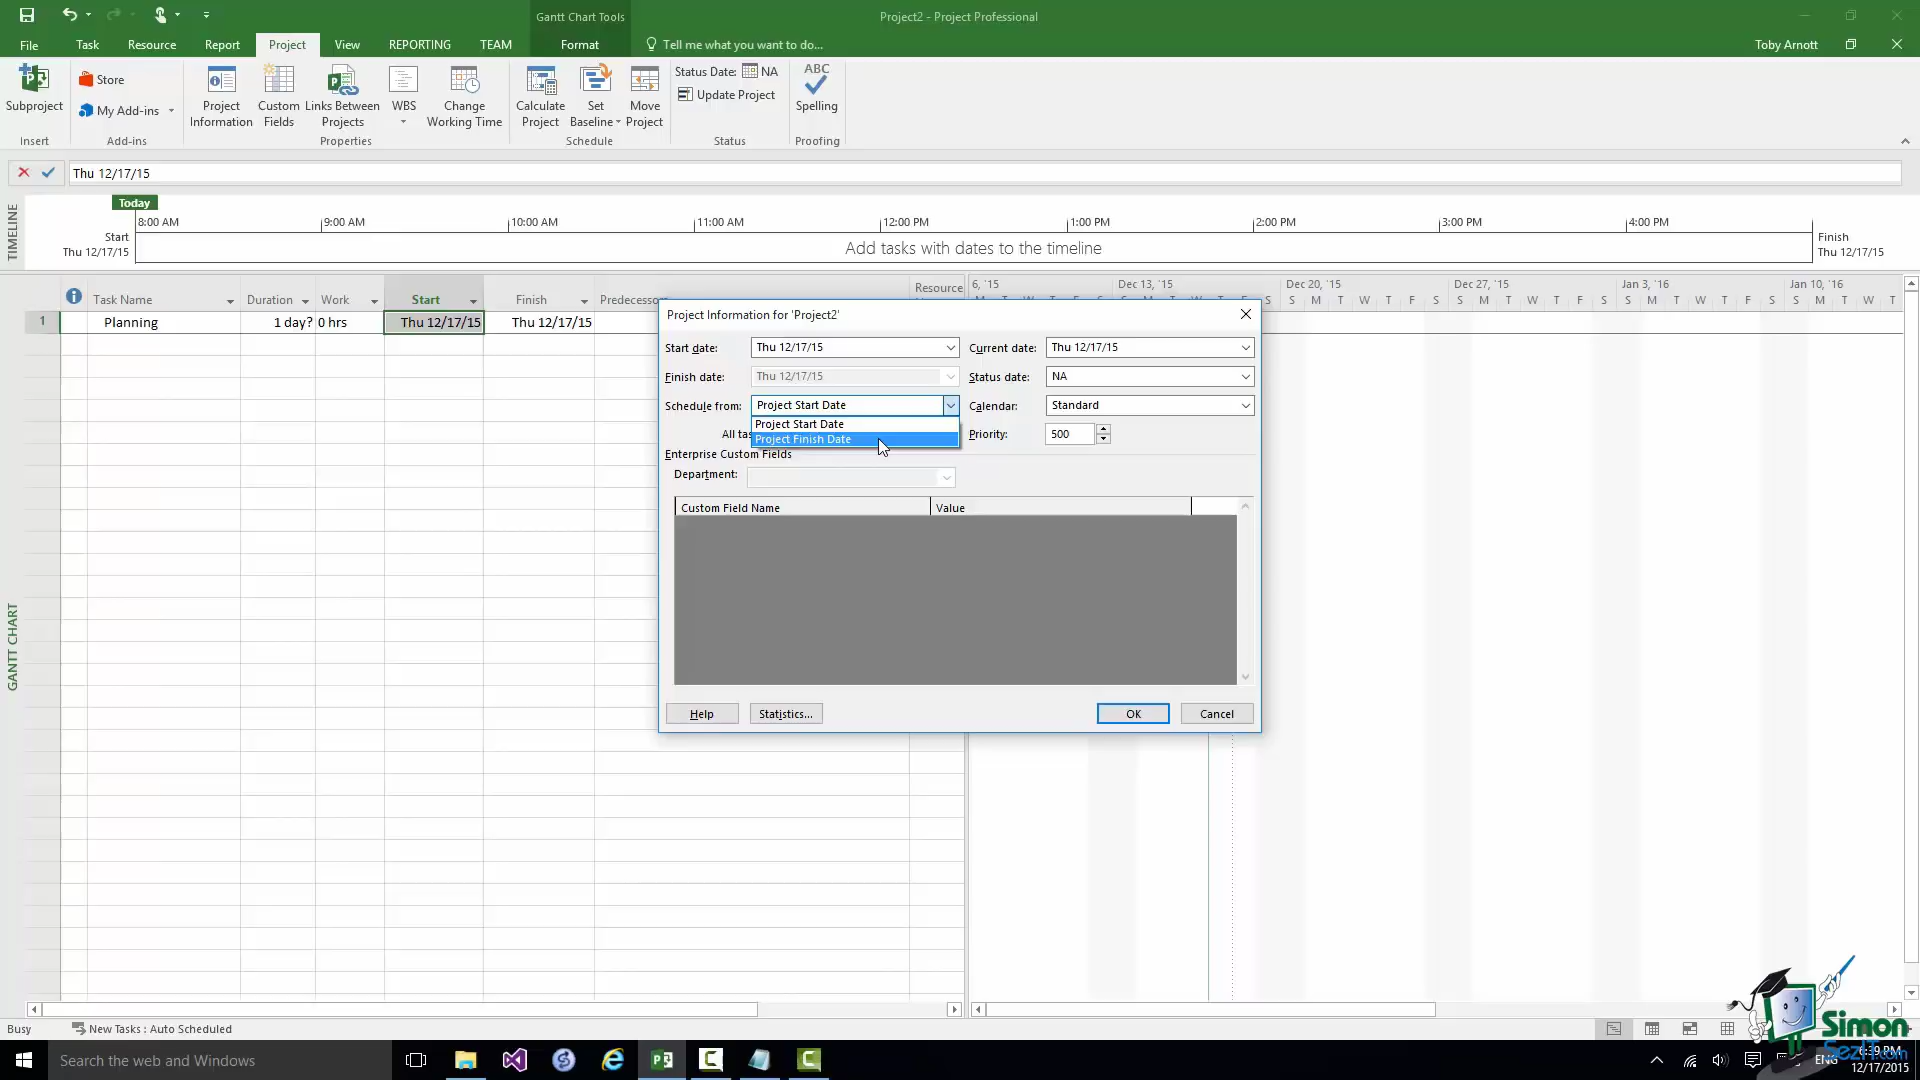 Gantt Chart Tools
Project2 - Project Professional
File Task Resource Report Project View REPORTING TEAM Format Tell me what you want to do...
Toby Arnott
Subproject
Store
My Add-ins
Project Information
Custom Fields
Links Between Projects
WBS
Change Working Time
Calculate Project
Set Baseline
Move Project
Status Date: NA
Update Project
ABC
Spelling
Insert Add-ins Properties Schedule Status Proofing
Thu 12/17/15
TIMELINE
Today
8:00 AM 9:00 AM 10:00 AM 11:00 AM 12:00 PM 1:00 PM 2:00 PM 3:00 PM 4:00 PM
Start
Thu 12/17/15
Add tasks with dates to the timeline
Finish
Thu 12/17/15
Task Name Duration Work Start Finish Predecessors Resource
6, '15 Dec 13, '15 Dec 20, '15 Dec 27, '15 Jan 3, '16 Jan 10, '16
S S M T W T F S S M T W T F S S M T W T F S S M T W T F S S M T W T
1 Planning 1 day? 0 hrs Thu 12/17/15 Thu 12/17/15
Project Information for 'Project2'
Start date: Thu 12/17/15 Current date: Thu 12/17/15
Finish date: Thu 12/17/15 Status date: NA
Schedule from: Project Start Date Calendar: Standard
Project Start Date
All tas Project Finish Date Priority: 500
Enterprise Custom Fields
Department:
Custom Field Name Value
Help Statistics... OK Cancel
GANTT CHART
Busy New Tasks : Auto Scheduled
Simon
SezIT.com
Search the web and Windows
ENG
6:39 PM
12/17/2015